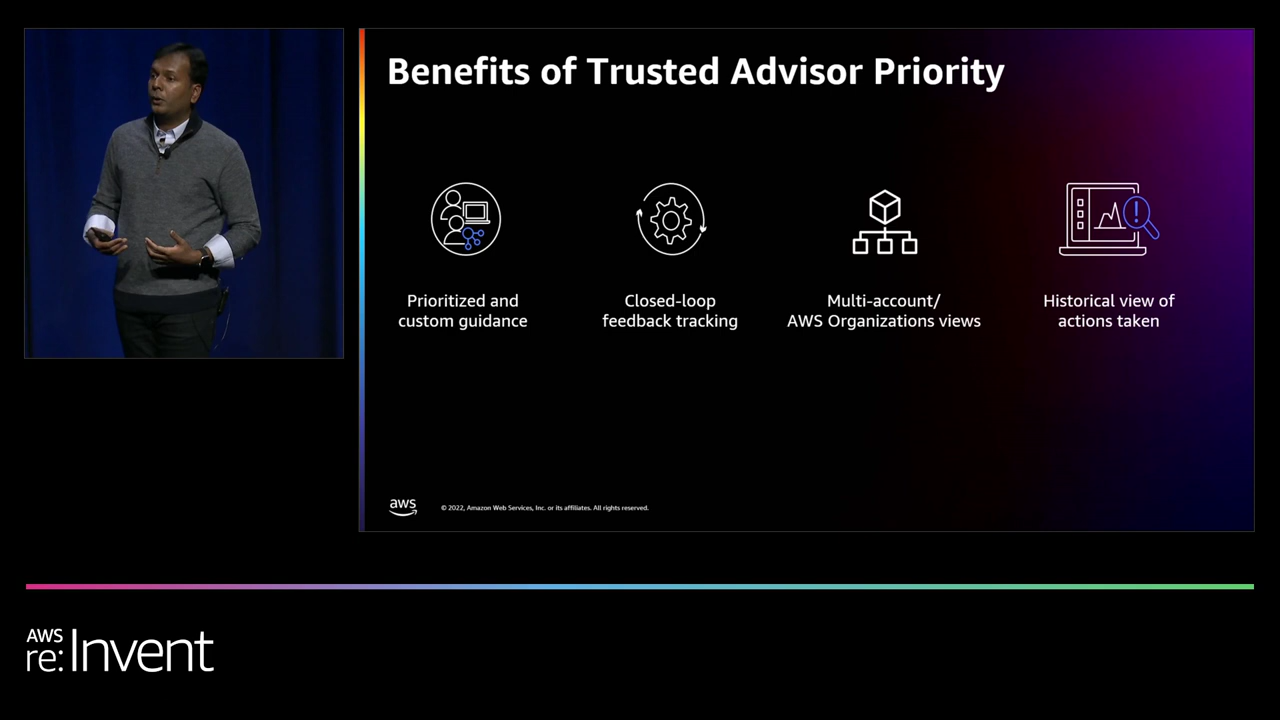 Benefits of Trusted Advisor Priority
Prioritized and
custom guidance
Closed-loop
feedback tracking
Multi-account/
AWS Organizations views
Historical view of
actions taken
aws
© 2022, Amazon Web Services, Inc. or its affiliates. All rights reserved.
AWS
re:Invent